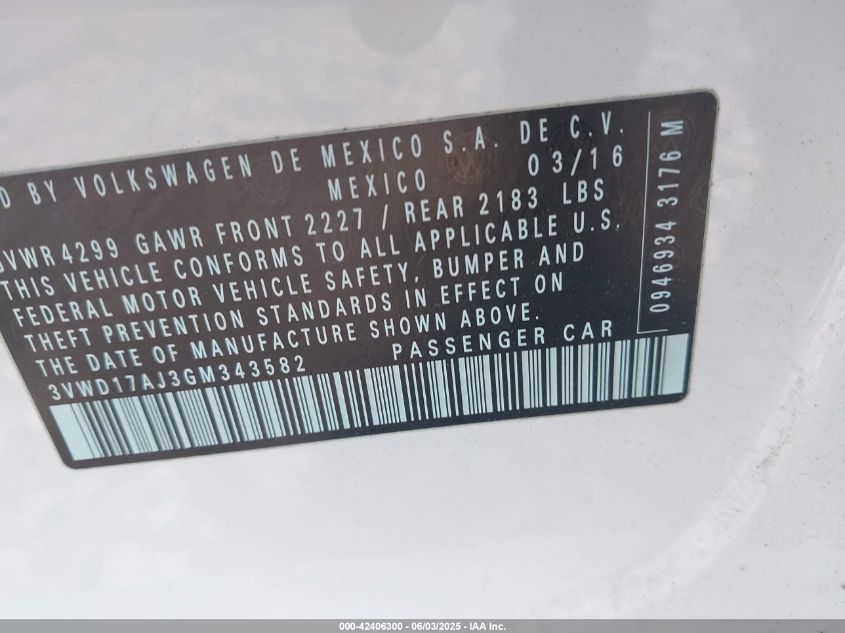 D BY VOLKSWAGEN DE MEXICO S.A. DE C.V.
MEXICO 03/16
GVWR 4299 GAWR FRONT 2227 / REAR 2183 LBS
THIS VEHICLE CONFORMS TO ALL APPLICABLE U.S.
FEDERAL MOTOR VEHICLE SAFETY, BUMPER AND
THEFT PREVENTION STANDARDS IN EFFECT ON
THE DATE OF MANUFACTURE SHOWN ABOVE.
3VWD17AJ3GM343582 PASSENGER CAR
0946934 3176 M
000-42406300 - 06/03/2025 - IAA Inc.